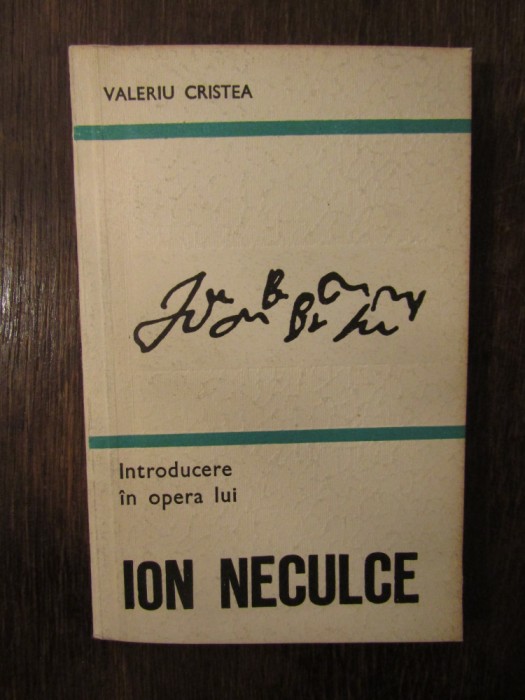 VALERIU CRISTEA
Introducere
în opera lui
ION NECULCE